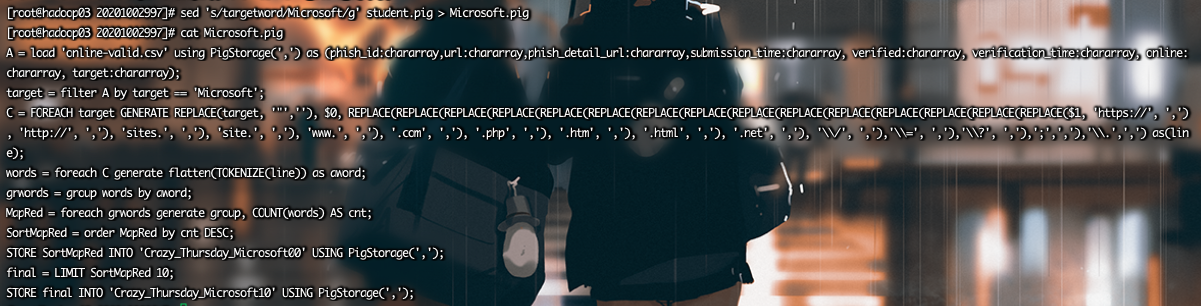 [root@hadoop03 20201002997]# sed 's/targetword/Microsoft/g' student.pig > Microsoft.pig
[root@hadoop03 20201002997]# cat Microsoft.pig
A = load 'online-valid.csv' using PigStorage(',') as (phish_id:chararray,url:chararray,phish_detail_url:chararray,submission_time:chararray, verified:chararray, verification_time:chararray, online:
chararray, target:chararray);
target = filter A by target == 'Microsoft';
C = FOREACH target GENERATE REPLACE(target, '"',''), $0, REPLACE(REPLACE(REPLACE(REPLACE(REPLACE(REPLACE(REPLACE(REPLACE(REPLACE(REPLACE(REPLACE(REPLACE(REPLACE(REPLACE(REPLACE($1, 'https://', ',')
, 'http://', ','), 'sites.', ','), 'site.', ','), 'www.', ','), '.com', ','), '.php', ','), '.htm', ','), '.html', ','), '.net', ','), '\\/', ','),'\\=', ','),'\\?', ','),';',','),'\\.',',') as(lin
e);
words = foreach C generate flatten(TOKENIZE(line)) as aword;
grwords = group words by aword;
MapRed = foreach grwords generate group, COUNT(words) AS cnt;
SortMapRed = order MapRed by cnt DESC;
STORE SortMapRed INTO 'Crazy_Thursday_Microsoft00' USING PigStorage(',');
final = LIMIT SortMapRed 10;
STORE final INTO 'Crazy_Thursday_Microsoft10' USING PigStorage(',');